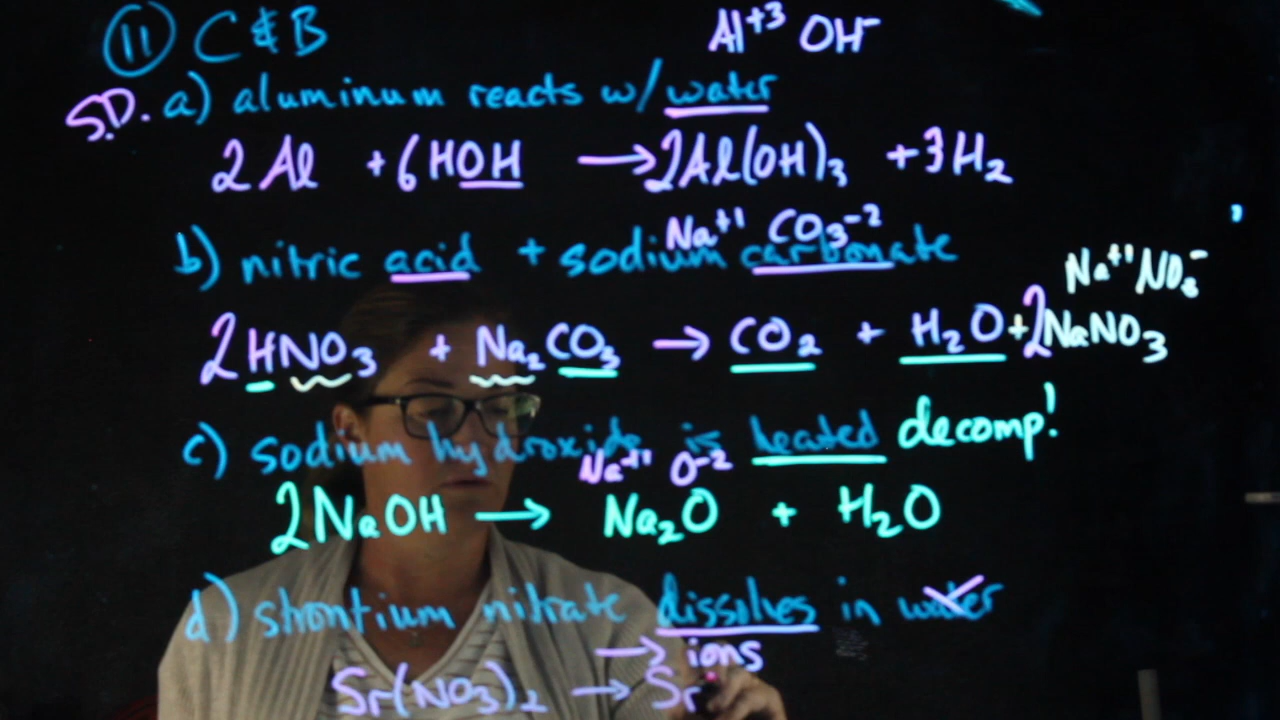 (11) C & B
Al⁺³ OH⁻
S.D. a) aluminum reacts w/ water
2Al + 6HOH → 2Al(OH)₃ + 3H₂
Na⁺¹ CO₃⁻²
b) nitric acid + sodium carbonate
Na⁺¹ NO₃⁻
2HNO₃ + Na₂CO₃ → CO₂ + H₂O + 2NaNO₃
c) sodium hydroxide is heated decomp!
Na⁺¹ O⁻²
2NaOH → Na₂O + H₂O
d) strontium nitrate dissolves in water
→ ions
Sr(NO₃)₂ → Sr